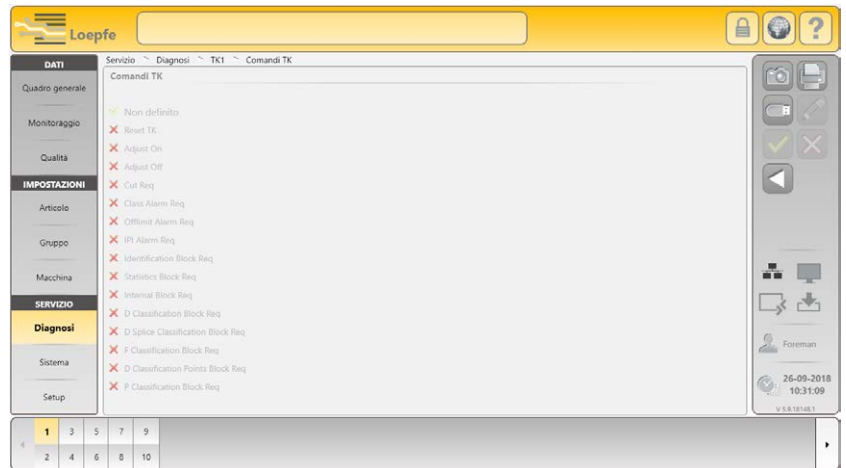 Loepfe
?
DATI
Quadro generale
Monitoraggio
Qualità
IMPOSTAZIONI
Articolo
Gruppo
Macchina
SERVIZIO
Diagnosi
Sistema
Setup
Servizio Diagnosi TK1 Comandi TK
Comandi TK
Non definito
Reset TK
Adjust On
Adjust Off
Cut Req
Class Alarm Req
Offlimit Alarm Req
IPI Alarm Req
Identification Block Req
Statistics Block Req
Internal Block Req
D Classification Block Req
D Splice Classification Block Req
F Classification Block Req
D Classification Points Block Req
P Classification Block Req
Foreman
26-09-2018
10:31:09
V 5.9.18148.1
1 3 5 7 9
2 4 6 8 10